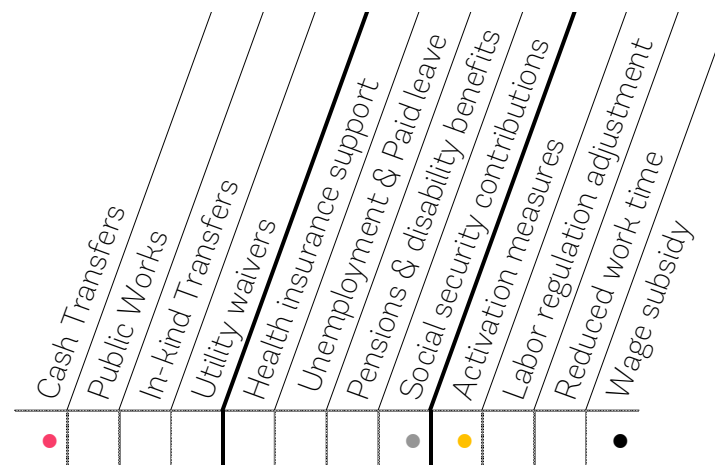 Cash Transfers
Public Works
In-kind Transfers
Utility waivers
Health insurance support
Unemployment & Paid leave
Pensions & disability benefits
Social security contributions
Activation measures
Labor regulation adjustment
Reduced work time
Wage subsidy